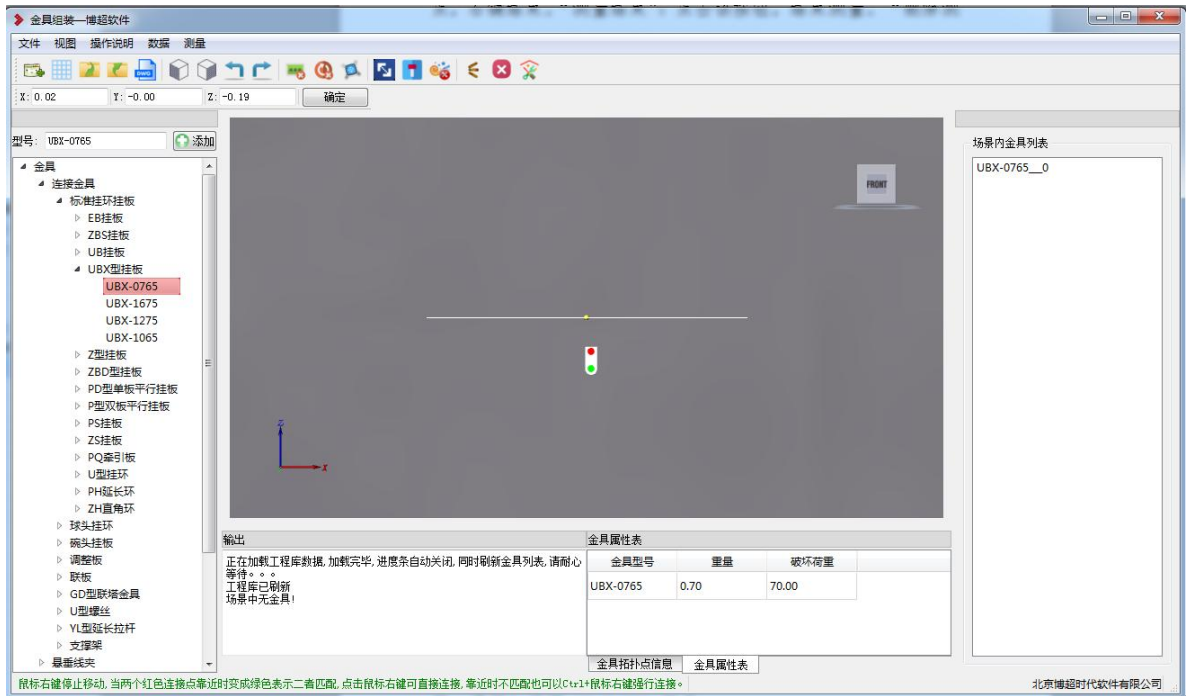 金具组装—博超软件
文件 视图 操作说明 数据 测量
DWG
X: 0.02 Y: -0.00 Z: -0.19 确定
型号: UBX-0765 添加
金具
连接金具
标准挂环挂板
EB挂板
ZBS挂板
UB挂板
UBX型挂板
UBX-0765
UBX-1675
UBX-1275
UBX-1065
Z型挂板
ZBD型挂板
PD型单板平行挂板
P型双板平行挂板
PS挂板
ZS挂板
PQ牵引板
U型挂环
PH延长环
ZH直角环
球头挂环
碗头挂板
调整板
联板
GD型联塔金具
U型螺丝
YL型延长拉杆
支撑架
悬垂线夹
FRONT
Z
X
输出
正在加载工程库数据,加载完毕,进度条自动关闭,同时刷新金具列表,请耐心
等待。。。
工程库已刷新
场景中无金具!
金具属性表
金具型号 重量 破坏荷重
UBX-0765 0.70 70.00
金具拓扑点信息 金具属性表
场景内金具列表
UBX-0765__0
鼠标右键停止移动,当两个红色连接点靠近时变成绿色表示二者匹配,点击鼠标右键可直接连接,靠近时不匹配也可以Ctrl+鼠标右键强行连接。
北京博超时代软件有限公司